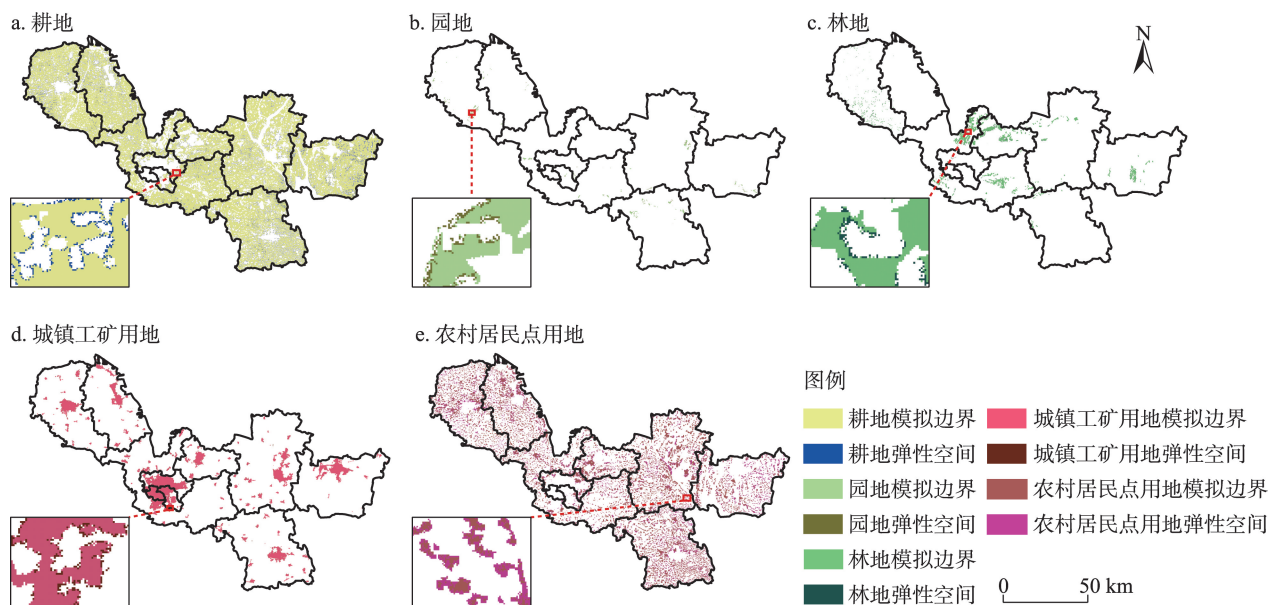 a. 耕地
b. 园地
c. 林地
N
d. 城镇工矿用地
e. 农村居民点用地
图例
耕地模拟边界
城镇工矿用地模拟边界
耕地弹性空间
城镇工矿用地弹性空间
园地模拟边界
农村居民点用地模拟边界
园地弹性空间
农村居民点用地弹性空间
林地模拟边界
林地弹性空间
0 50 km